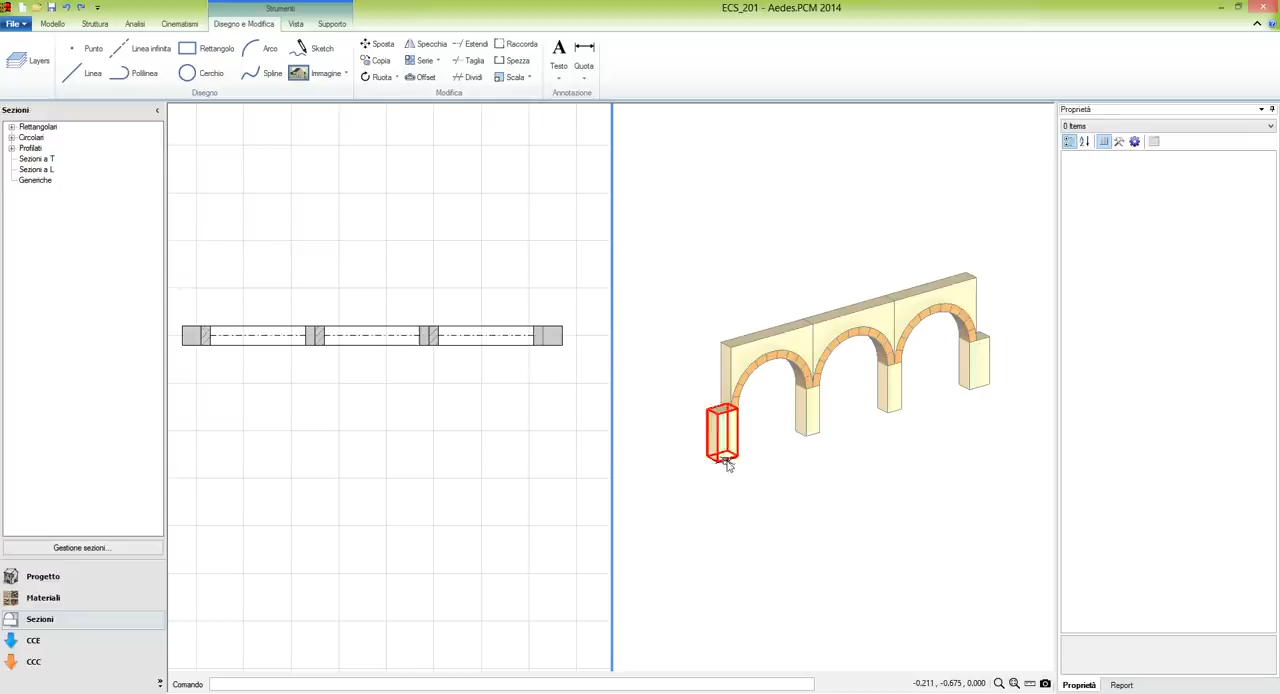 Strumenti
ECS_201 - Aedes.PCM 2014
File Modello Struttura Analisi Cinematismi Disegno e Modifica Vista Supporto
Layers
Punto Linea infinita Rettangolo Arco Sketch
Linea Polilinea Cerchio Spline Immagine
Disegno
Sposta Specchia Estendi Raccorda
Copia Serie Taglia Spezza
Ruota Offset Dividi Scala
Modifica
Testo Quota
Annotazione
Sezioni
Rettangolari
Circolari
Profilati
Sezioni a T
Sezioni a L
Generiche
Gestione sezioni...
Progetto
Materiali
Sezioni
CCE
CCC
Comando
-0.211 , -0.675 , 0.000
Proprietà
0 Items
Proprietà Report